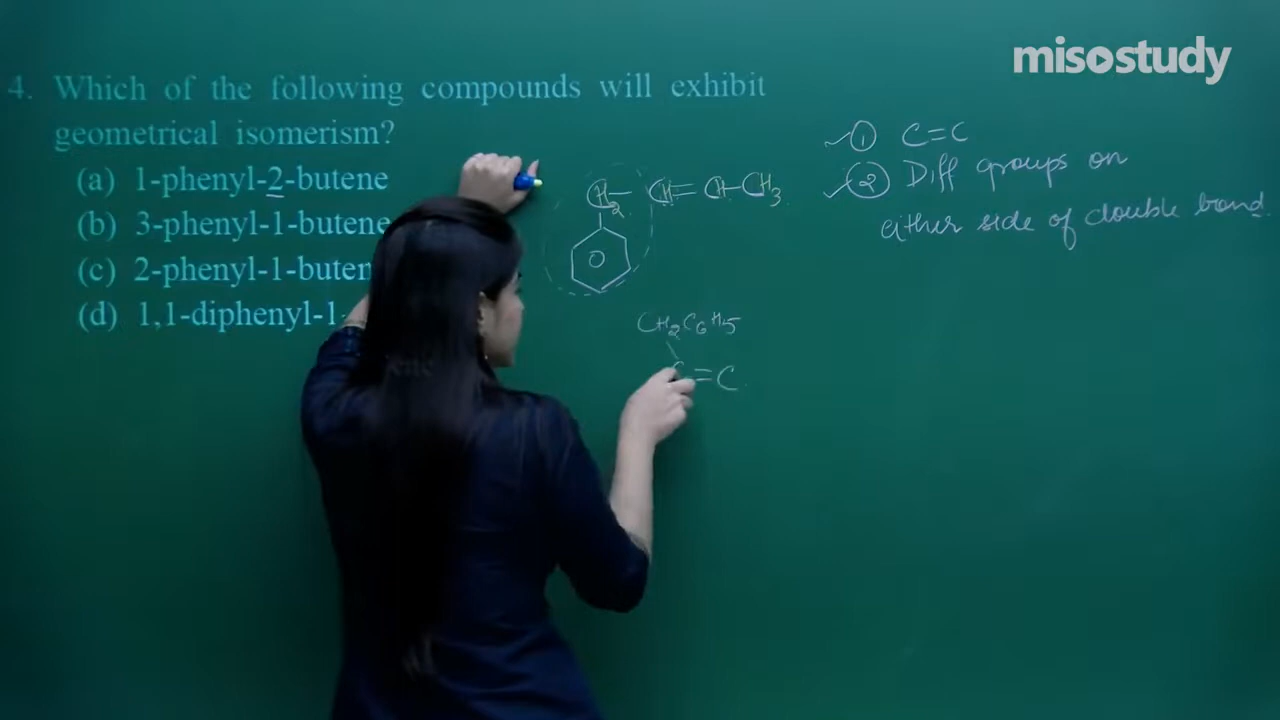 misostudy
4. Which of the following compounds will exhibit
geometrical isomerism?
(a) 1-phenyl-2-butene
(b) 3-phenyl-1-butene
(c) 2-phenyl-1-buten
(d) 1,1-diphenyl-1-
① C=C
② Diff groups on
either side of double bond.
CH2-CH=CH-CH3
CH2C6H5
C=C